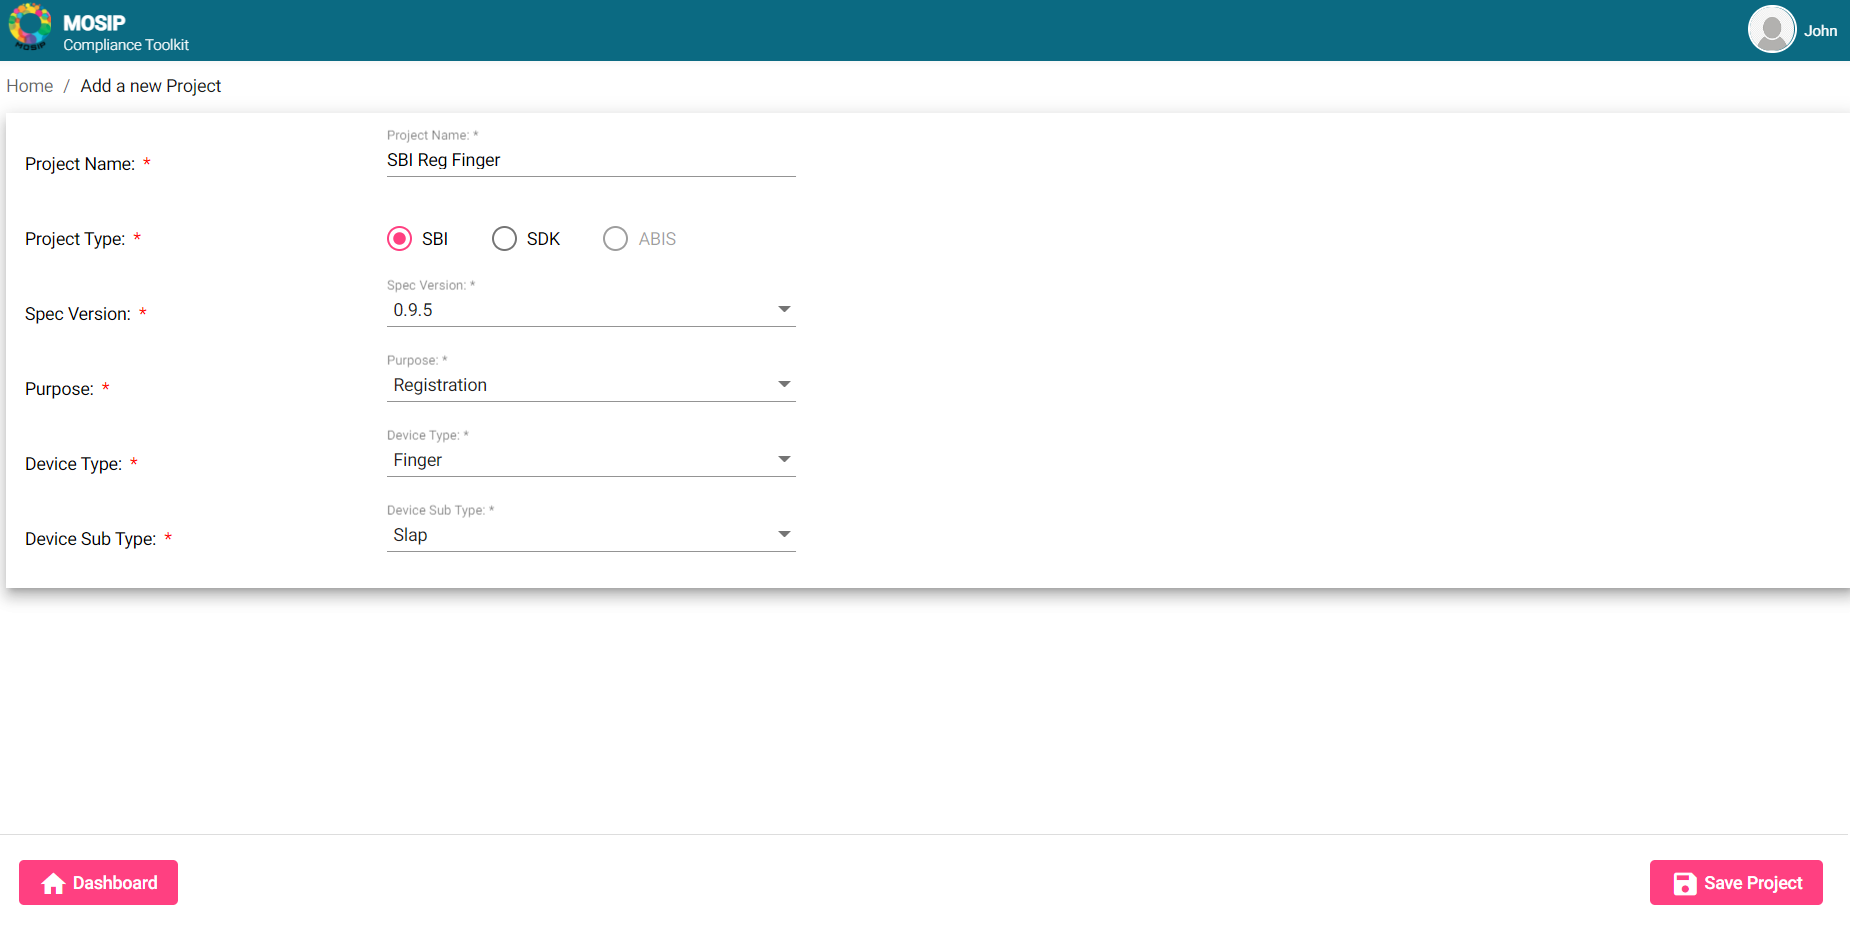 MOSIP
Compliance Toolkit
MOSIP
John
Home / Add a new Project
Project Name: *
Project Name: *
SBI Reg Finger
Project Type: *
SBI SDK ABIS
Spec Version: *
Spec Version: *
0.9.5
Purpose: *
Purpose: *
Registration
Device Type: *
Device Type: *
Finger
Device Sub Type: *
Device Sub Type: *
Slap
Dashboard
Save Project